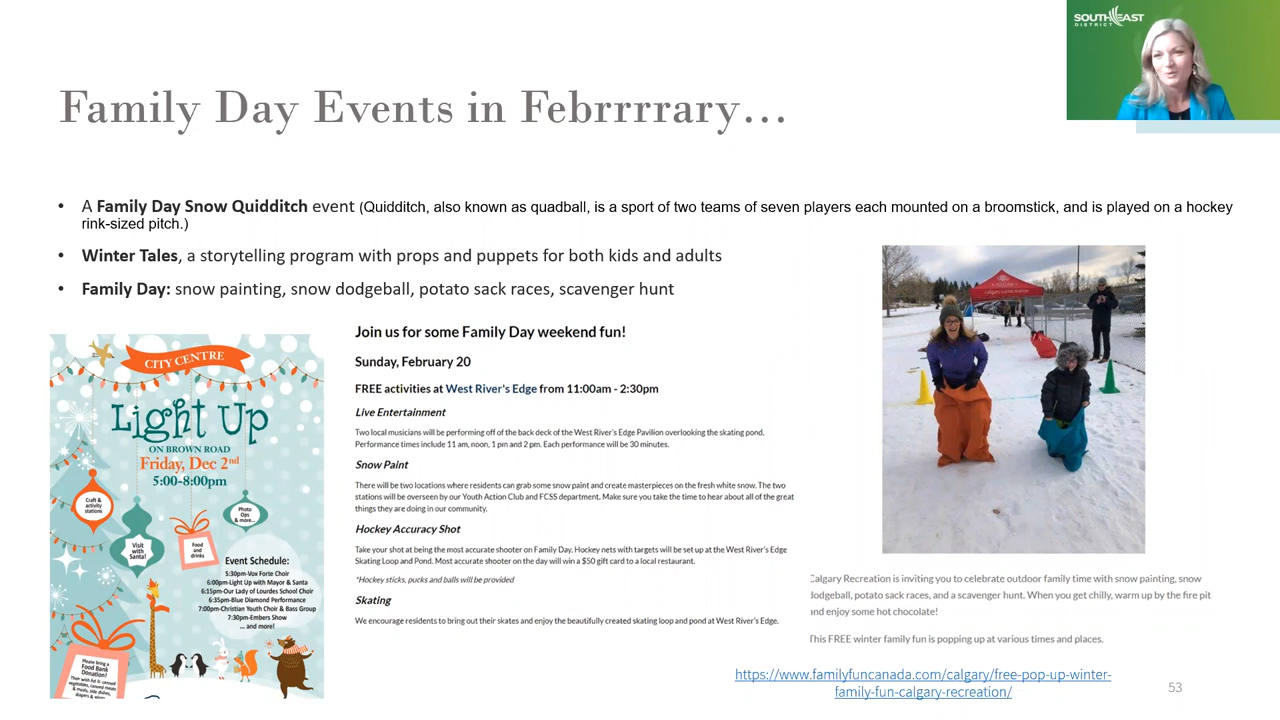 SOUTH EAST
DISTRICT
Family Day Events in Febrrrrary…
• A Family Day Snow Quidditch event (Quidditch, also known as quadball, is a sport of two teams of seven players each mounted on a broomstick, and is played on a hockey
rink-sized pitch.)
• Winter Tales, a storytelling program with props and puppets for both kids and adults
• Family Day: snow painting, snow dodgeball, potato sack races, scavenger hunt
CITY CENTRE
Light Up
ON BROWN ROAD
Friday, Dec 2nd
5:00-8:00pm
Craft &
activity
stations
Photo
Ops
& more...
Visit
with
Santa!
Food
and
drinks
Event Schedule:
5:30pm-Vox Forte Choir
6:00pm-Light Up with Mayor & Santa
6:15pm-Our Lady of Lourdes School Choir
6:35pm-Blue Diamond Performance
7:00pm-Christian Youth Choir & Bass Group
7:30pm-Embers Show
... and more!
Please bring a
Food Bank
Donation!
Their wish list is canned
vegetables, canned meats
& meals, side dishes,
Join us for some Family Day weekend fun!
Sunday, February 20
FREE activities at West River's Edge from 11:00am - 2:30pm
Live Entertainment
Two local musicians will be performing off of the back deck of the West River's Edge Pavilion overlooking the skating pond.
Performance times include 11 am, noon, 1 pm and 2 pm. Each performance will be 30 minutes.
Snow Paint
There will be two locations where residents can grab some snow paint and create masterpieces on the fresh white snow. The two
stations will be overseen by our Youth Action Club and FCSS department. Make sure you take the time to hear about all of the great
things they are doing in our community.
Hockey Accuracy Shot
Take your shot at being the most accurate shooter on Family Day. Hockey nets with targets will be set up at the West River's Edge
Skating Loop and Pond. Most accurate shooter on the day will win a $50 gift card to a local restaurant.
*Hockey sticks, pucks and balls will be provided
Skating
We encourage residents to bring out their skates and enjoy the beautifully created skating loop and pond at West River's Edge.
Calgary Recreation is inviting you to celebrate outdoor family time with snow painting, snow
dodgeball, potato sack races, and a scavenger hunt. When you get chilly, warm up by the fire pit
and enjoy some hot chocolate!
This FREE winter family fun is popping up at various times and places.
https://www.familyfuncanada.com/calgary/free-pop-up-winter-
family-fun-calgary-recreation/
53